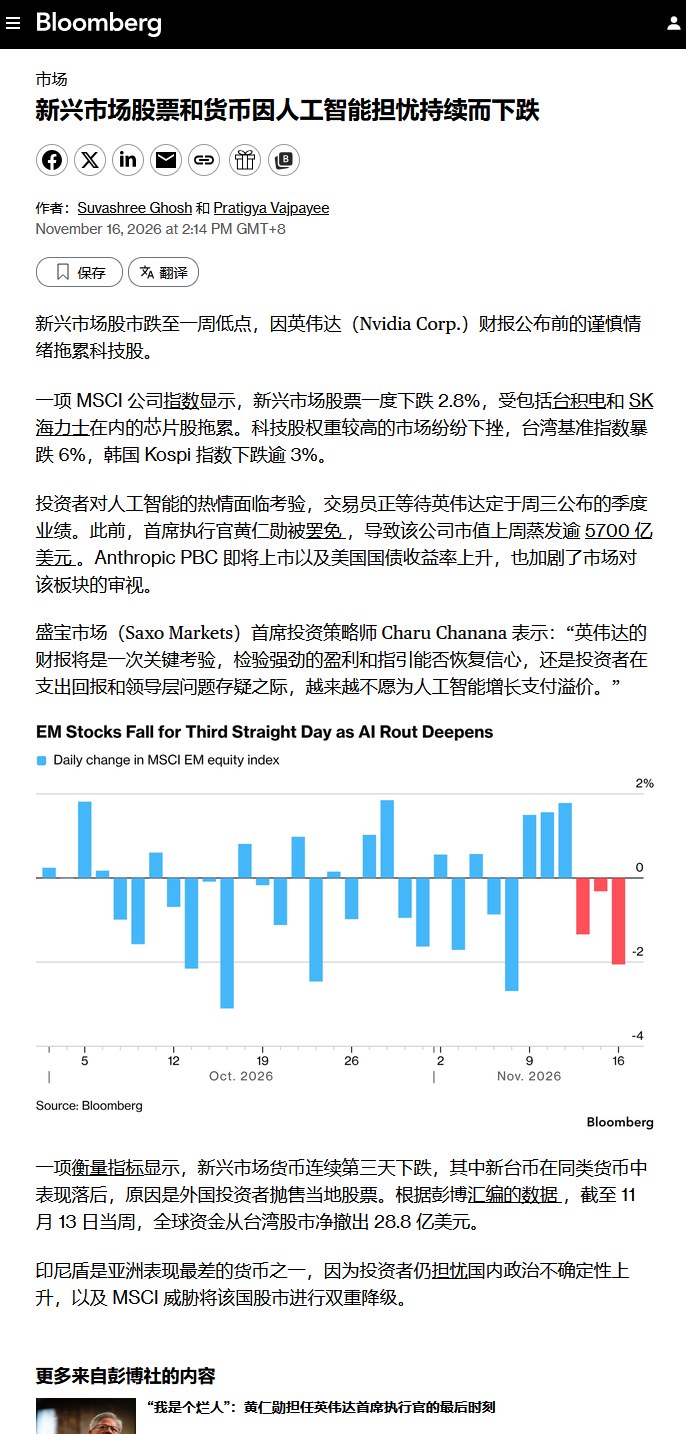 Bloomberg
市场
新兴市场股票和货币因人工智能担忧持续而下跌
作者：Suvashree Ghosh 和 Pratigya Vajpayee
November 16, 2026 at 2:14 PM GMT+8
保存
翻译
新兴市场股市跌至一周低点，因英伟达（Nvidia Corp.）财报公布前的谨慎情
绪拖累科技股。
一项 MSCI 公司指数显示，新兴市场股票一度下跌 2.8%，受包括台积电和 SK
海力士在内的芯片股拖累。科技股权重较高的市场纷纷下挫，台湾基准指数暴
跌 6%，韩国 Kospi 指数下跌逾 3%。
投资者对人工智能的热情面临考验，交易员正等待英伟达定于周三公布的季度
业绩。此前，首席执行官黄仁勋被罢免 ，导致该公司市值上周蒸发逾 5700 亿
美元 。Anthropic PBC 即将上市以及美国国债收益率上升，也加剧了市场对
该板块的审视。
盛宝市场（Saxo Markets）首席投资策略师 Charu Chanana 表示：“英伟达的
财报将是一次关键考验，检验强劲的盈利和指引能否恢复信心，还是投资者在
支出回报和领导层问题存疑之际，越来越不愿为人工智能增长支付溢价。”
EM Stocks Fall for Third Straight Day as AI Rout Deepens
Daily change in MSCI EM equity index
2%
0
-2
-4
5 12 19 26 2 9 16
Oct. 2026 Nov. 2026
Source: Bloomberg
Bloomberg
一项衡量指标显示，新兴市场货币连续第三天下跌，其中新台币在同类货币中
表现落后，原因是外国投资者抛售当地股票。根据彭博汇编的数据 ，截至 11
月 13 日当周，全球资金从台湾股市净撤出 28.8 亿美元。
印尼盾是亚洲表现最差的货币之一，因为投资者仍担忧国内政治不确定性上
升，以及 MSCI 威胁将该国股市进行双重降级。
更多来自彭博社的内容
“我是个烂人”：黄仁勋担任英伟达首席执行官的最后时刻